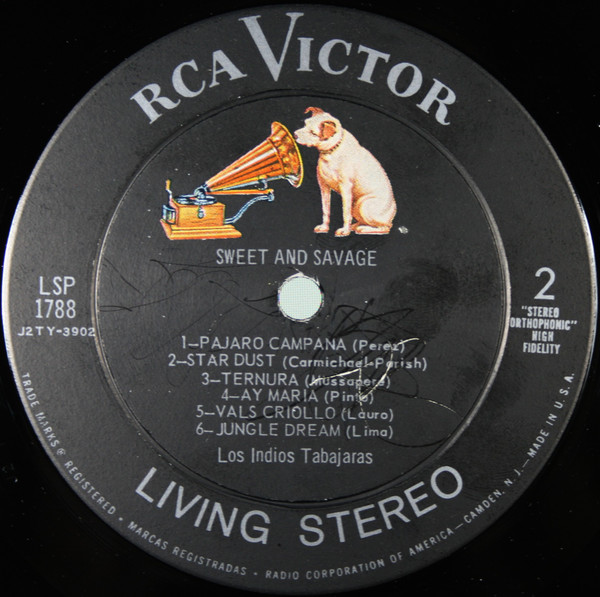 RCA VICTOR
SWEET AND SAVAGE
LSP
1788
J2TY-3902
2
"STEREO
ORTHOPHONIC"
HIGH
FIDELITY
1—PAJARO CAMPANA (Perez)
2—STAR DUST (Carmichael-Parish)
3—TERNURA (Mussapere)
4—AY MARIA (Pinto)
5—VALS CRIOLLO (Lauro)
6—JUNGLE DREAM (Lima)
Los Indios Tabajaras
LIVING STEREO
TRADE MARKS® REGISTERED • MARCAS REGISTRADAS • RADIO CORPORATION OF AMERICA—CAMDEN, N. J.—MADE IN U. S. A.